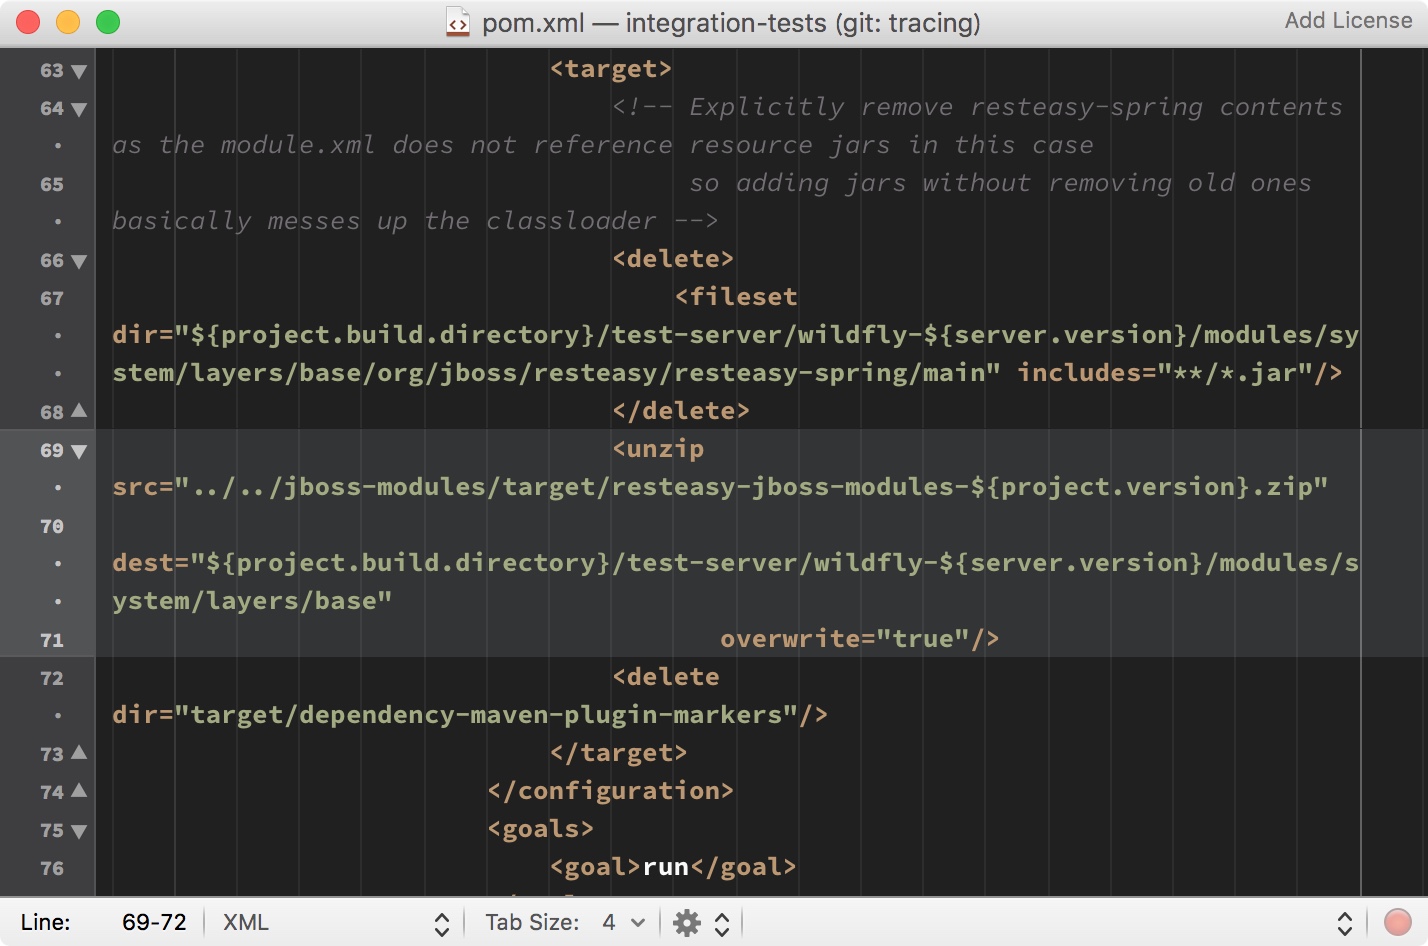 pom.xml — integration-tests (git: tracing)
Add License
63 <target>
64 <!-- Explicitly remove resteasy-spring contents
as the module.xml does not reference resource jars in this case
65 so adding jars without removing old ones
basically messes up the classloader -->
66 <delete>
67 <fileset
dir="${project.build.directory}/test-server/wildfly-${server.version}/modules/sy
stem/layers/base/org/jboss/resteasy/resteasy-spring/main" includes="**/*.jar"/>
68 </delete>
69 <unzip
src="../../jboss-modules/target/resteasy-jboss-modules-${project.version}.zip"
70
dest="${project.build.directory}/test-server/wildfly-${server.version}/modules/s
ystem/layers/base"
71 overwrite="true"/>
72 <delete
dir="target/dependency-maven-plugin-markers"/>
73 </target>
74 </configuration>
75 <goals>
76 <goal>run</goal>
Line: 69-72 XML Tab Size: 4